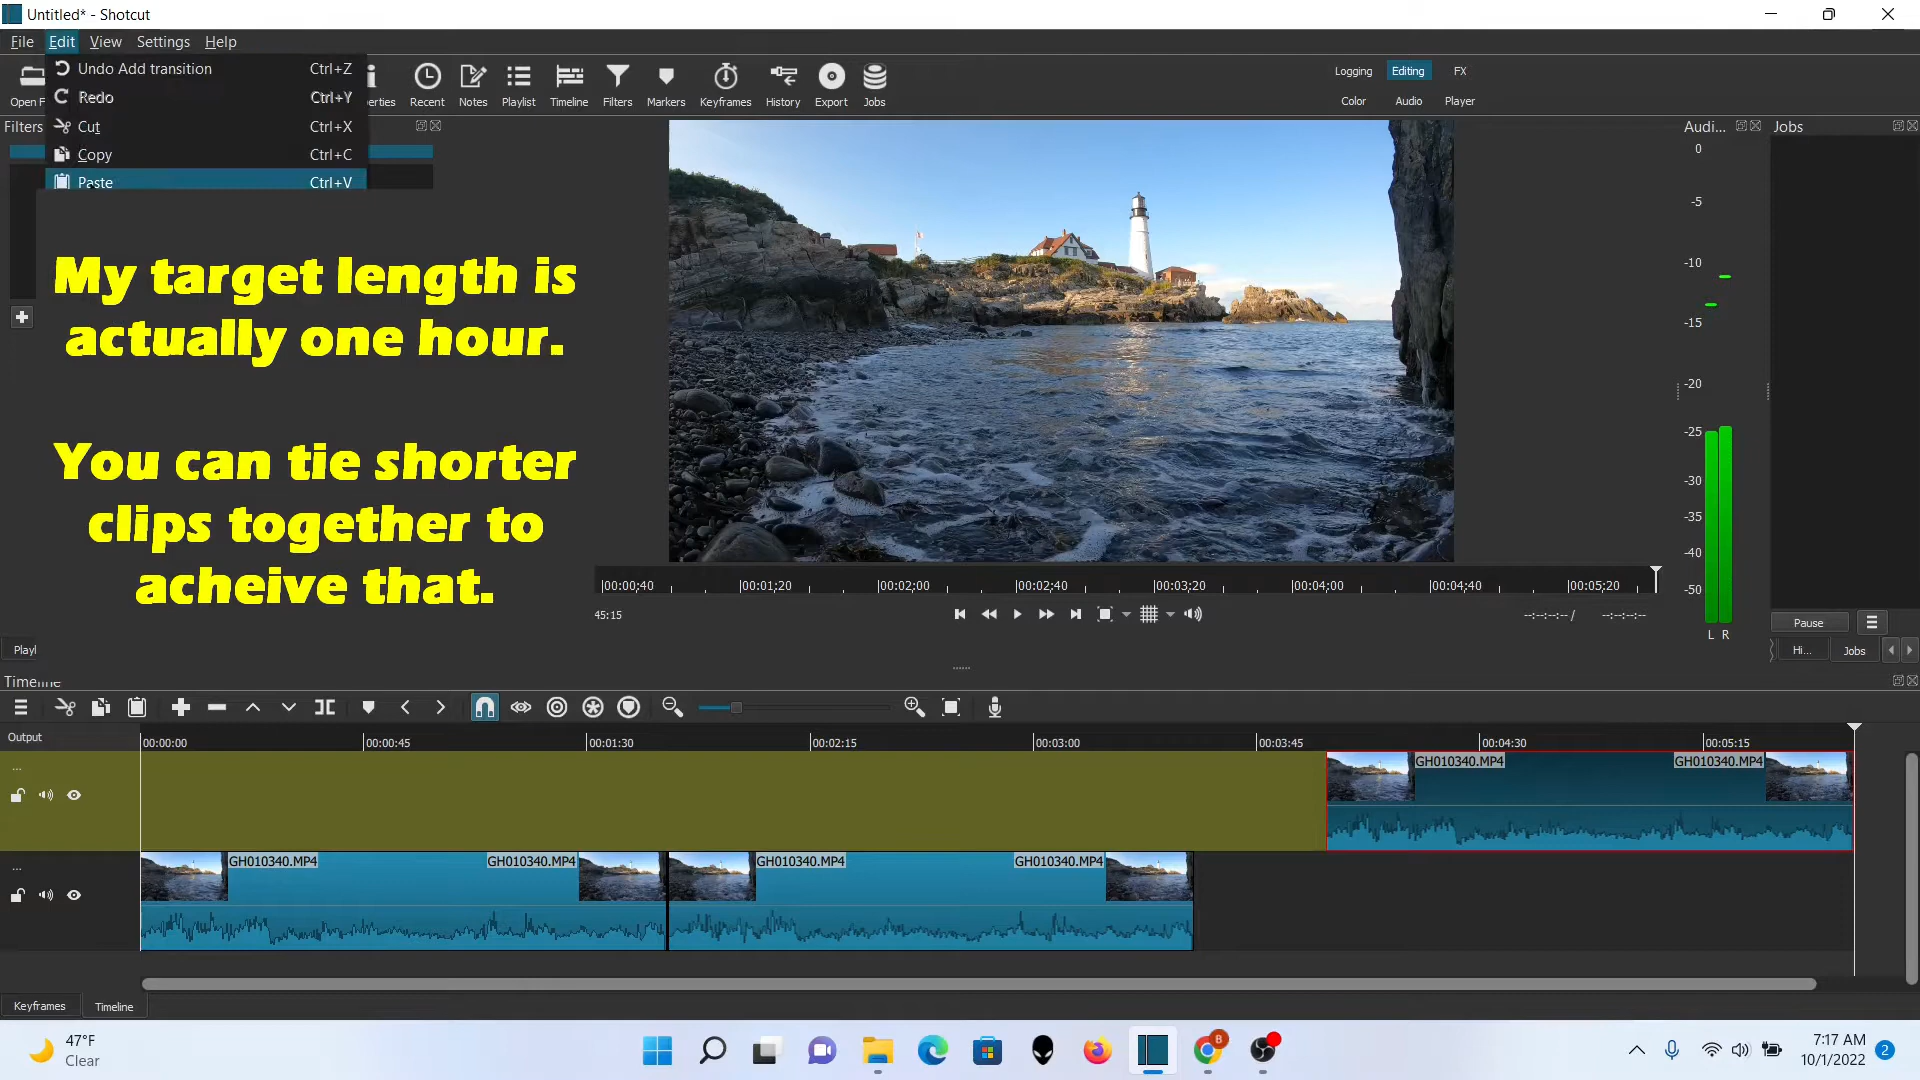 Untitled* - Shotcut
File Edit View Settings Help
Undo Add transition Ctrl+Z
Redo Ctrl+Y
Cut Ctrl+X
Copy Ctrl+C
Paste Ctrl+V
Open F
erties
Recent
Notes
Playlist
Timeline
Filters
Markers
Keyframes
History
Export
Jobs
Logging Editing FX
Color Audio Player
Filters
Audi...
Jobs
0
-5
-10
-15
-20
-25
-30
-35
-40
-50
L R
My target length is
actually one hour.
You can tie shorter
clips together to
acheive that.
00:00:40 00:01:20 00:02:00 00:02:40 00:03:20 00:04:00 00:04:40 00:05:20
45:15
--:--:--:-- /
--:--:--:--
Pause
Hi...
Jobs
Playl
Timeline
Output
00:00:00 00:00:45 00:01:30 00:02:15 00:03:00 00:03:45 00:04:30 00:05:15
...
GH010340.MP4 GH010340.MP4
...
GH010340.MP4 GH010340.MP4 GH010340.MP4 GH010340.MP4
Keyframes Timeline
47°F
Clear
B
7:17 AM
10/1/2022
2